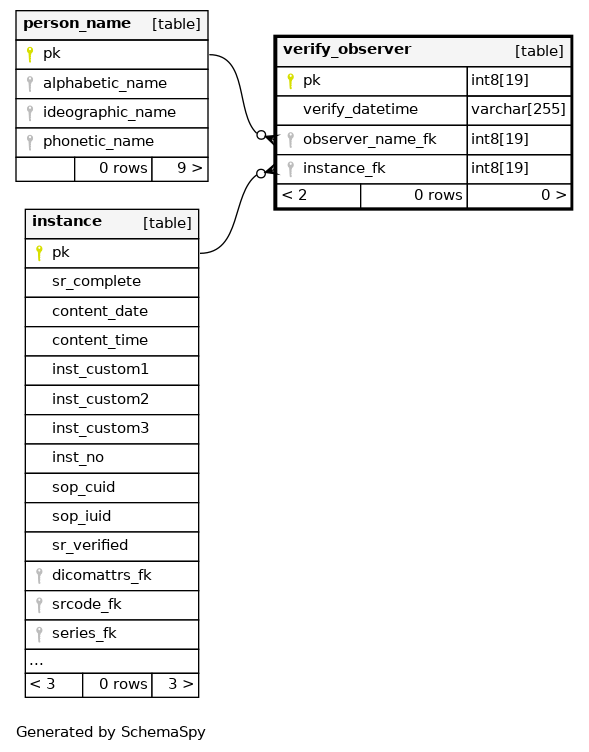 person_name [table]
pk
alphabetic_name
ideographic_name
phonetic_name
0 rows 9 >
verify_observer [table]
pk int8[19]
verify_datetime varchar[255]
observer_name_fk int8[19]
instance_fk int8[19]
< 2 0 rows 0 >
instance [table]
pk
sr_complete
content_date
content_time
inst_custom1
inst_custom2
inst_custom3
inst_no
sop_cuid
sop_iuid
sr_verified
dicomattrs_fk
srcode_fk
series_fk
...
< 3 0 rows 3 >
Generated by SchemaSpy